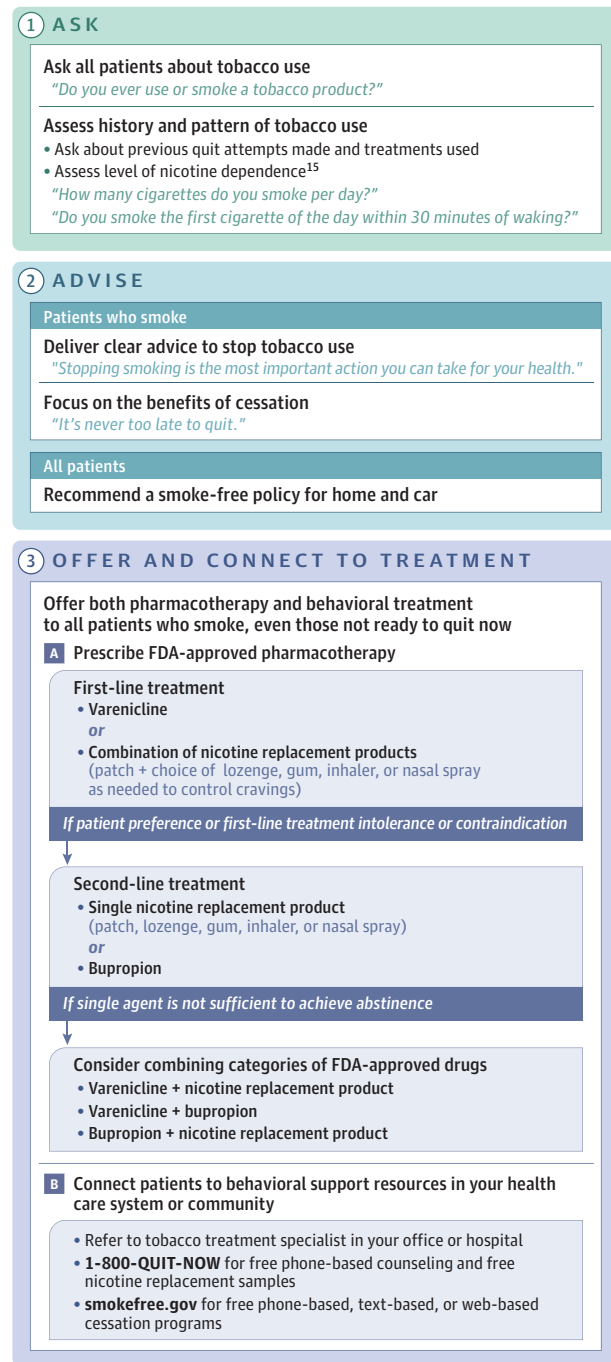 1 ASK
Ask all patients about tobacco use
“Do you ever use or smoke a tobacco product?”
Assess history and pattern of tobacco use
• Ask about previous quit attempts made and treatments used
• Assess level of nicotine dependence15
“How many cigarettes do you smoke per day?”
“Do you smoke the first cigarette of the day within 30 minutes of waking?”
2 ADVISE
Patients who smoke
Deliver clear advice to stop tobacco use
"Stopping smoking is the most important action you can take for your health."
Focus on the benefits of cessation
“It’s never too late to quit.”
All patients
Recommend a smoke-free policy for home and car
3 OFFER AND CONNECT TO TREATMENT
Offer both pharmacotherapy and behavioral treatment
to all patients who smoke, even those not ready to quit now
A Prescribe FDA-approved pharmacotherapy
First-line treatment
• Varenicline
or
• Combination of nicotine replacement products
(patch + choice of lozenge, gum, inhaler, or nasal spray
as needed to control cravings)
If patient preference or first-line treatment intolerance or contraindication
Second-line treatment
• Single nicotine replacement product
(patch, lozenge, gum, inhaler, or nasal spray)
or
• Bupropion
If single agent is not sufficient to achieve abstinence
Consider combining categories of FDA-approved drugs
• Varenicline + nicotine replacement product
• Varenicline + bupropion
• Bupropion + nicotine replacement product
B Connect patients to behavioral support resources in your health
care system or community
• Refer to tobacco treatment specialist in your office or hospital
• 1-800-QUIT-NOW for free phone-based counseling and free
nicotine replacement samples
• smokefree.gov for free phone-based, text-based, or web-based
cessation programs